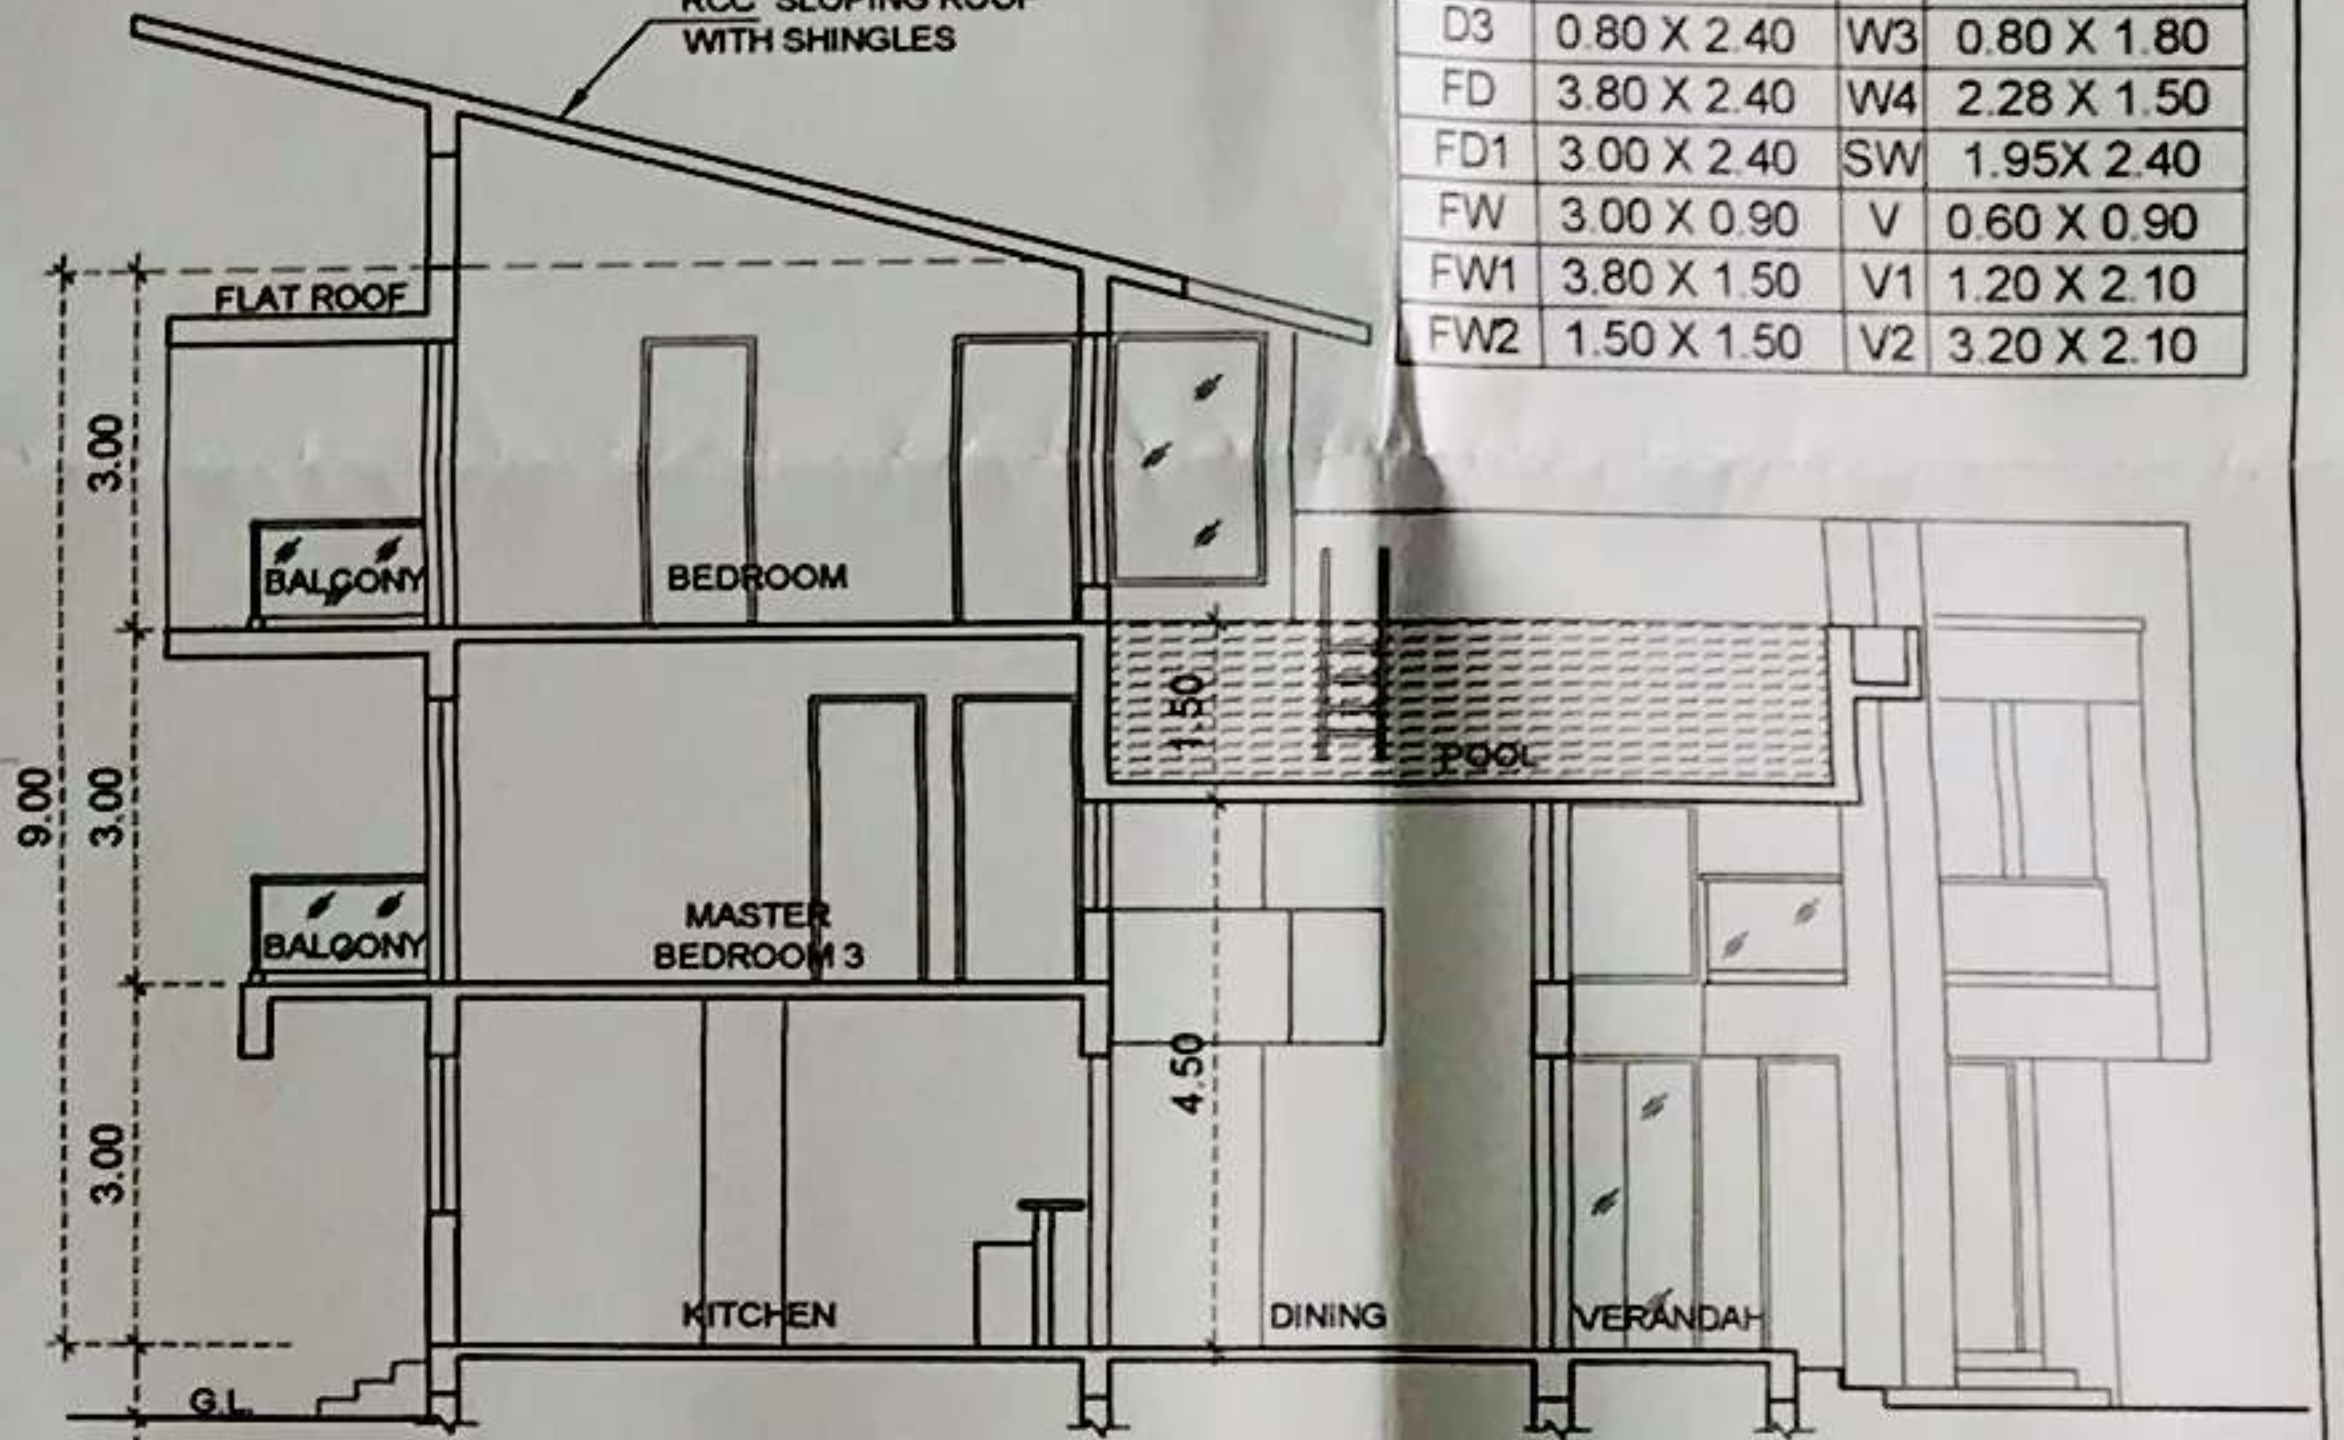 RCC SLOPING ROOF
WITH SHINGLES
D3 0.80 X 2.40 W3 0.80 X 1.80
FD 3.80 X 2.40 W4 2.28 X 1.50
FD1 3.00 X 2.40 SW 1.95X 2.40
FW 3.00 X 0.90 V 0.60 X 0.90
FW1 3.80 X 1.50 V1 1.20 X 2.10
FW2 1.50 X 1.50 V2 3.20 X 2.10
FLAT ROOF
3.00
BALCONY
BEDROOM
1.50
POOL
9.00
3.00
BALCONY
MASTER
BEDROOM 3
4.50
3.00
KITCHEN
DINING
VERANDAH
G.L.